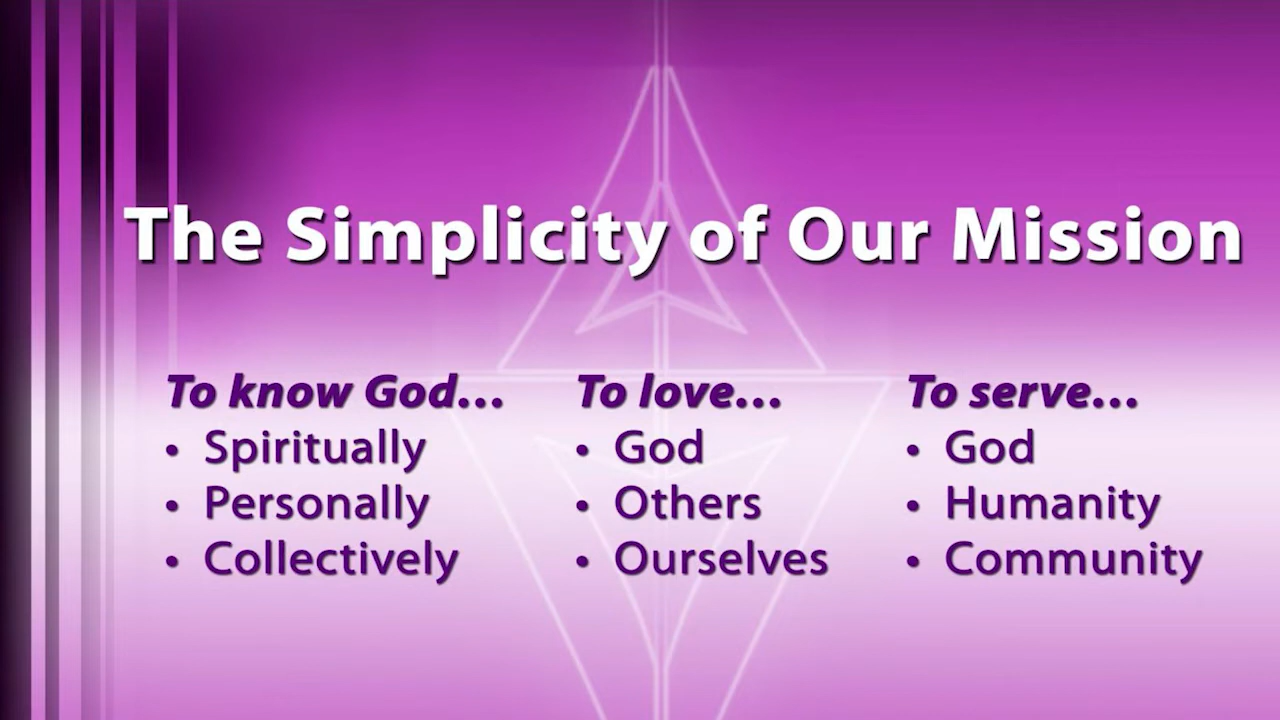 The Simplicity of Our Mission
To know God...
• Spiritually
• Personally
• Collectively
To love...
• God
• Others
• Ourselves
To serve...
• God
• Humanity
• Community